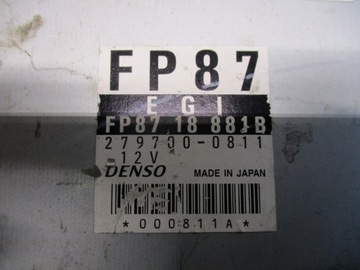 FP87
EGI
FP87 18 881B
279700-0811
12V
DENSO MADE IN JAPAN
*000811A*